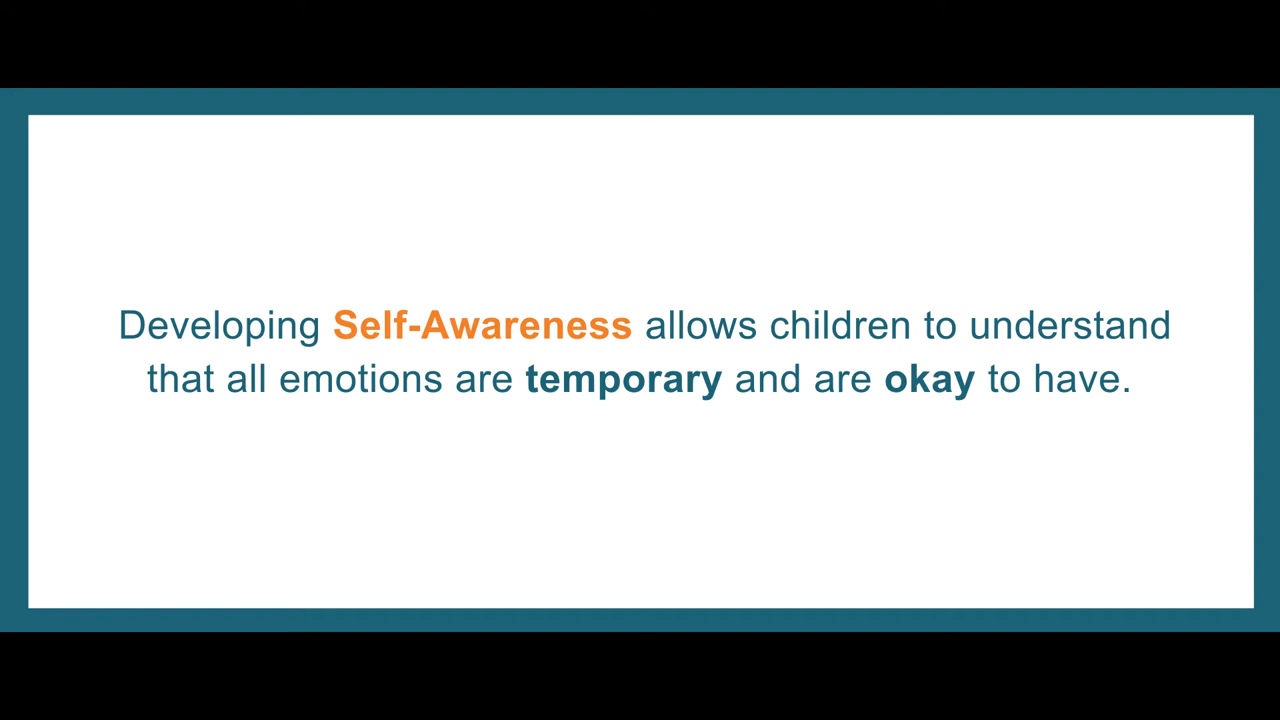 Developing Self-Awareness allows children to understand
that all emotions are temporary and are okay to have.